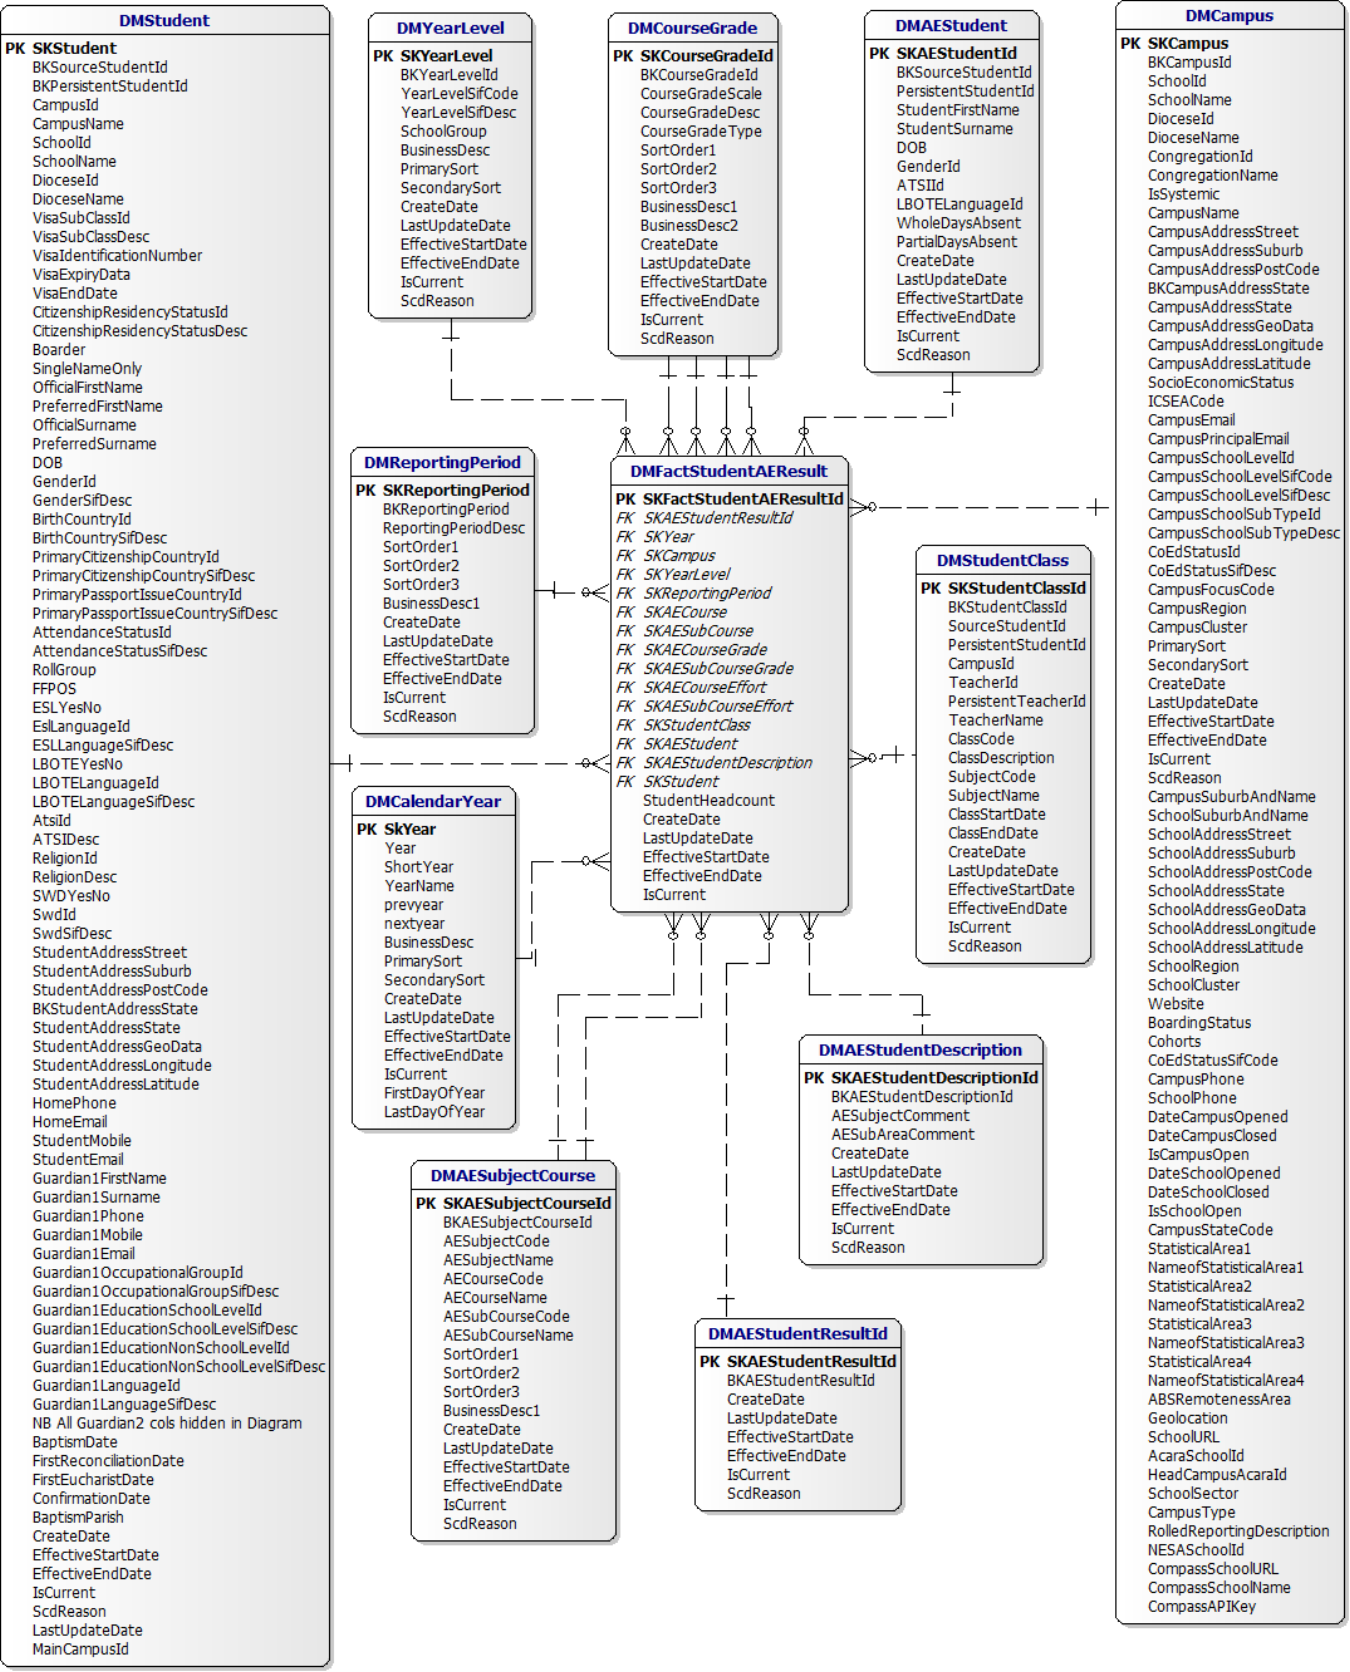 DMStudent
PK SKStudent
BKSourceStudentId
BKPersistentStudentId
CampusId
CampusName
SchoolId
SchoolName
DioceseId
DioceseName
VisaSubClassId
VisaSubClassDesc
VisaIdentificationNumber
VisaExpiryData
VisaEndDate
CitizenshipResidencyStatusId
CitizenshipResidencyStatusDesc
Boarder
SingleNameOnly
OfficialFirstName
PreferredFirstName
OfficialSurname
PreferredSurname
DOB
GenderId
GenderSifDesc
BirthCountryId
BirthCountrySifDesc
PrimaryCitizenshipCountryId
PrimaryCitizenshipCountrySifDesc
PrimaryPassportIssueCountryId
PrimaryPassportIssueCountrySifDesc
AttendanceStatusId
AttendanceStatusSifDesc
RollGroup
FFPOS
ESLYesNo
EslLanguageId
ESLLanguageSifDesc
LBOTEYesNo
LBOTELanguageId
LBOTELanguageSifDesc
AtsiId
ATSIDesc
ReligionId
ReligionDesc
SWDYesNo
SwdId
SwdSifDesc
StudentAddressStreet
StudentAddressSuburb
StudentAddressPostCode
BKStudentAddressState
StudentAddressState
StudentAddressGeoData
StudentAddressLongitude
StudentAddressLatitude
HomePhone
HomeEmail
StudentMobile
StudentEmail
Guardian1FirstName
Guardian1Surname
Guardian1Phone
Guardian1Mobile
Guardian1Email
Guardian1OccupationalGroupId
Guardian1OccupationalGroupSifDesc
Guardian1EducationSchoolLevelId
Guardian1EducationSchoolLevelSifDesc
Guardian1EducationNonSchoolLevelId
Guardian1EducationNonSchoolLevelSifDesc
Guardian1LanguageId
Guardian1LanguageSifDesc
NB All Guardian2 cols hidden in Diagram
BaptismDate
FirstReconciliationDate
FirstEucharistDate
ConfirmationDate
BaptismParish
CreateDate
EffectiveStartDate
EffectiveEndDate
IsCurrent
ScdReason
LastUpdateDate
MainCampusId
DMYearLevel
PK SKYearLevel
BKYearLevelId
YearLevelSifCode
YearLevelSifDesc
SchoolGroup
BusinessDesc
PrimarySort
SecondarySort
CreateDate
LastUpdateDate
EffectiveStartDate
EffectiveEndDate
IsCurrent
ScdReason
DMCourseGrade
PK SKCourseGradeId
BKCourseGradeId
CourseGradeScale
CourseGradeDesc
CourseGradeType
SortOrder1
SortOrder2
SortOrder3
BusinessDesc1
BusinessDesc2
CreateDate
LastUpdateDate
EffectiveStartDate
EffectiveEndDate
IsCurrent
ScdReason
DMAEStudent
PK SKAEStudentId
BKSourceStudentId
PersistentStudentId
StudentFirstName
StudentSurname
DOB
GenderId
ATSIId
LBOTELanguageId
WholeDaysAbsent
PartialDaysAbsent
CreateDate
LastUpdateDate
EffectiveStartDate
EffectiveEndDate
IsCurrent
ScdReason
DMReportingPeriod
PK SKReportingPeriod
BKReportingPeriod
ReportingPeriodDesc
SortOrder1
SortOrder2
SortOrder3
BusinessDesc1
CreateDate
LastUpdateDate
EffectiveStartDate
EffectiveEndDate
IsCurrent
ScdReason
DMFactStudentAEResult
PK SKFactStudentAEResultId
FK SKAEStudentResultId
FK SKYear
FK SKCampus
FK SKYearLevel
FK SKReportingPeriod
FK SKAECourse
FK SKAESubCourse
FK SKAECourseGrade
FK SKAESubCourseGrade
FK SKAECourseEffort
FK SKAESubCourseEffort
FK SKStudentClass
FK SKAEStudent
FK SKAEStudentDescription
FK SKStudent
StudentHeadcount
CreateDate
LastUpdateDate
EffectiveStartDate
EffectiveEndDate
IsCurrent
DMStudentClass
PK SKStudentClassId
BKStudentClassId
SourceStudentId
PersistentStudentId
CampusId
TeacherId
PersistentTeacherId
TeacherName
ClassCode
ClassDescription
SubjectCode
SubjectName
ClassStartDate
ClassEndDate
CreateDate
LastUpdateDate
EffectiveStartDate
EffectiveEndDate
IsCurrent
ScdReason
DMCalendarYear
PK SkYear
Year
ShortYear
YearName
prevyear
nextyear
BusinessDesc
PrimarySort
SecondarySort
CreateDate
LastUpdateDate
EffectiveStartDate
EffectiveEndDate
IsCurrent
FirstDayOfYear
LastDayOfYear
DMAESubjectCourse
PK SKAESubjectCourseId
BKAESubjectCourseId
AESubjectCode
AESubjectName
AECourseCode
AECourseName
AESubCourseCode
AESubCourseName
SortOrder1
SortOrder2
SortOrder3
BusinessDesc1
CreateDate
LastUpdateDate
EffectiveStartDate
EffectiveEndDate
IsCurrent
ScdReason
DMAEStudentDescription
PK SKAEStudentDescriptionId
BKAEStudentDescriptionId
AESubjectComment
AESubAreaComment
CreateDate
LastUpdateDate
EffectiveStartDate
EffectiveEndDate
IsCurrent
ScdReason
DMAEStudentResultId
PK SKAEStudentResultId
BKAEStudentResultId
CreateDate
LastUpdateDate
EffectiveStartDate
EffectiveEndDate
IsCurrent
ScdReason
DMCampus
PK SKCampus
BKCampusId
SchoolId
SchoolName
DioceseId
DioceseName
CongregationId
CongregationName
IsSystemic
CampusName
CampusAddressStreet
CampusAddressSuburb
CampusAddressPostCode
BKCampusAddressState
CampusAddressState
CampusAddressGeoData
CampusAddressLongitude
CampusAddressLatitude
SocioEconomicStatus
ICSEACode
CampusEmail
CampusPrincipalEmail
CampusSchoolLevelId
CampusSchoolLevelSifCode
CampusSchoolLevelSifDesc
CampusSchoolSubTypeId
CampusSchoolSubTypeDesc
CoEdStatusId
CoEdStatusSifDesc
CampusFocusCode
CampusRegion
CampusCluster
PrimarySort
SecondarySort
CreateDate
LastUpdateDate
EffectiveStartDate
EffectiveEndDate
IsCurrent
ScdReason
CampusSuburbAndName
SchoolSuburbAndName
SchoolAddressStreet
SchoolAddressSuburb
SchoolAddressPostCode
SchoolAddressState
SchoolAddressGeoData
SchoolAddressLongitude
SchoolAddressLatitude
SchoolRegion
SchoolCluster
Website
BoardingStatus
Cohorts
CoEdStatusSifCode
CampusPhone
SchoolPhone
DateCampusOpened
DateCampusClosed
IsCampusOpen
DateSchoolOpened
DateSchoolClosed
IsSchoolOpen
CampusStateCode
StatisticalArea1
NameofStatisticalArea1
StatisticalArea2
NameofStatisticalArea2
StatisticalArea3
NameofStatisticalArea3
StatisticalArea4
NameofStatisticalArea4
ABSRemotenessArea
Geolocation
SchoolURL
AcaraSchoolId
HeadCampusAcaraId
SchoolSector
CampusType
RolledReportingDescription
NESASchoolId
CompassSchoolURL
CompassSchoolName
CompassAPIKey